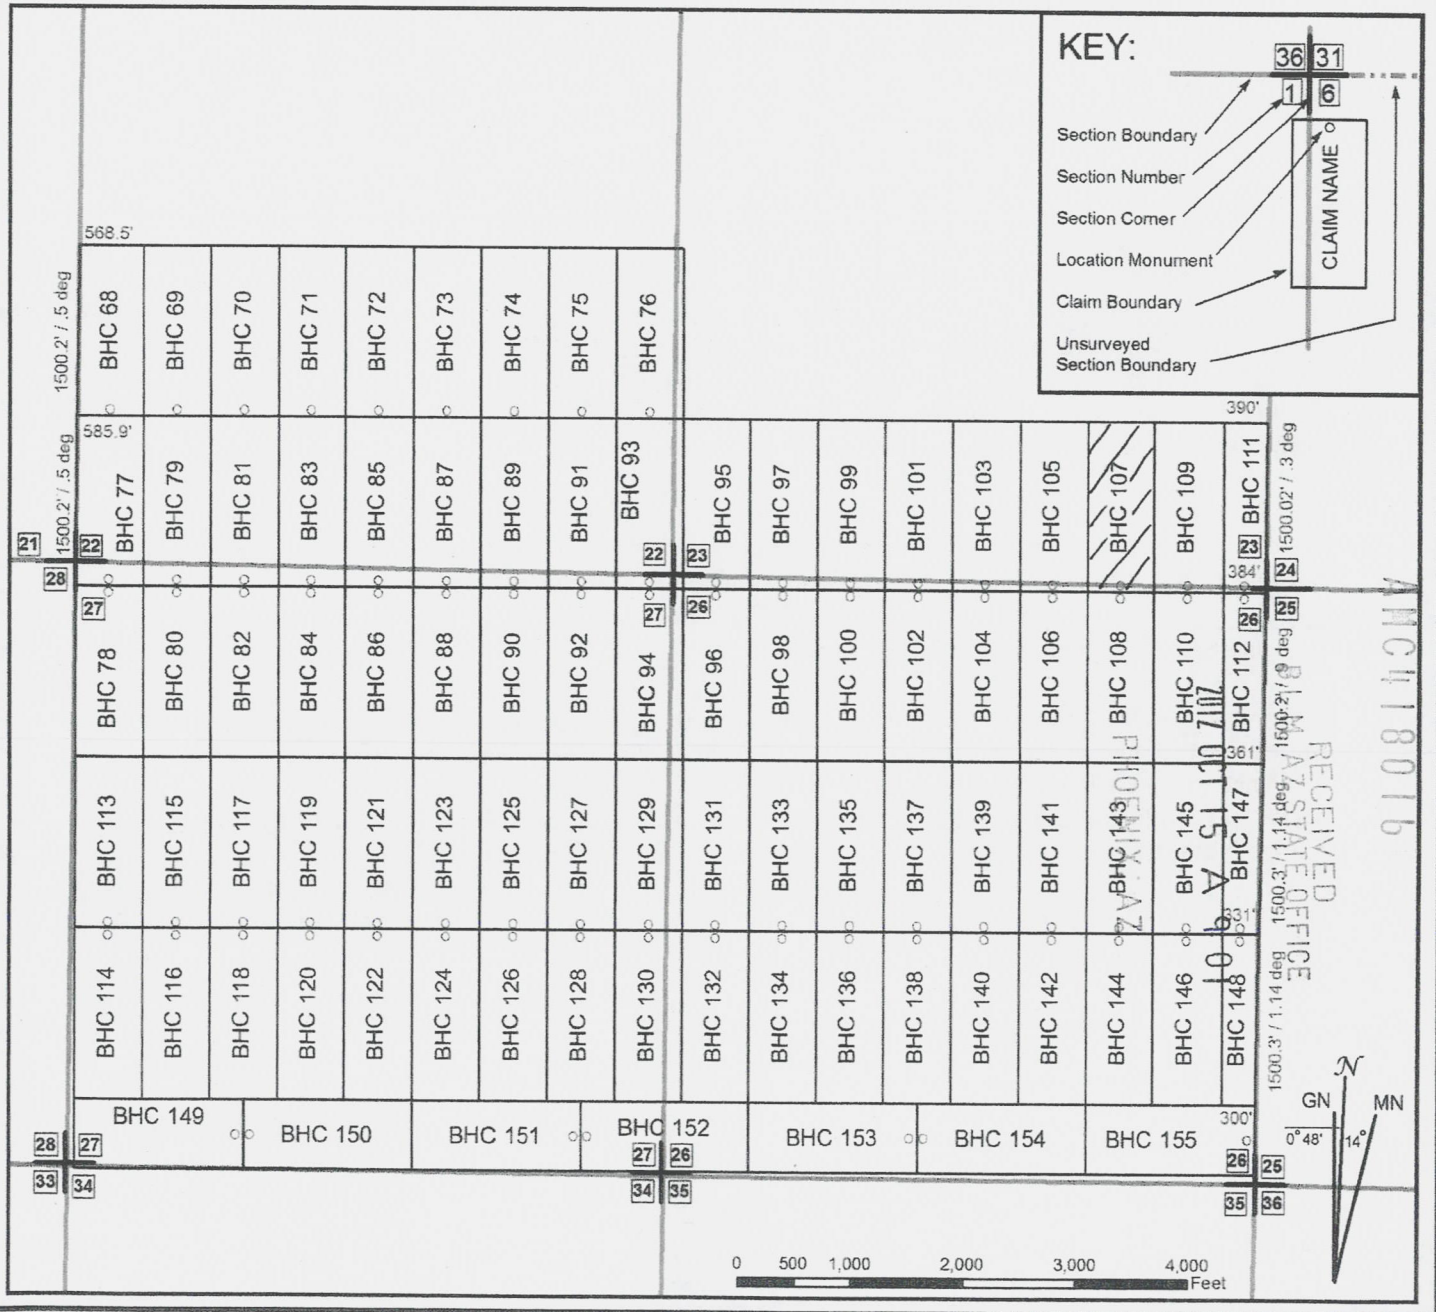 KEY:
36 31
1 6
Section Boundary
Section Number
Section Corner
Location Monument
Claim Boundary
Unsurveyed
Section Boundary
CLAIM NAME
568.5'
1500.2' / .5 deg
BHC 68
BHC 69
BHC 70
BHC 71
BHC 72
BHC 73
BHC 74
BHC 75
BHC 76
585.9'
390'
1500.2' / .5 deg
BHC 77
BHC 79
BHC 81
BHC 83
BHC 85
BHC 87
BHC 89
BHC 91
BHC 93
BHC 95
BHC 97
BHC 99
BHC 101
BHC 103
BHC 105
BHC 107
BHC 109
BHC 111
1500.02' / .3 deg
21 22
28 27
22 23
27 26
23 24
384'
26 25
BHC 78
BHC 80
BHC 82
BHC 84
BHC 86
BHC 88
BHC 90
BHC 92
BHC 94
BHC 96
BHC 98
BHC 100
BHC 102
BHC 104
BHC 106
BHC 108
BHC 110
BHC 112
1500.2' / .9 deg
361'
BHC 113
BHC 115
BHC 117
BHC 119
BHC 121
BHC 123
BHC 125
BHC 127
BHC 129
BHC 131
BHC 133
BHC 135
BHC 137
BHC 139
BHC 141
BHC 143
BHC 145
BHC 147
1500.3' / 1.14 deg
331'
BHC 114
BHC 116
BHC 118
BHC 120
BHC 122
BHC 124
BHC 126
BHC 128
BHC 130
BHC 132
BHC 134
BHC 136
BHC 138
BHC 140
BHC 142
BHC 144
BHC 146
BHC 148
1500.3' / 1.14 deg
AMC418016
RECEIVED
B.L.M. AZ STATE OFFICE
2012 OCT 15 A 9:01
PHOENIX, AZ
BHC 149
BHC 150
BHC 151
BHC 152
BHC 153
BHC 154
BHC 155
300'
28 27
33 34
27 26
34 35
26 25
35 36
N
GN MN
0°48' 14°
0 500 1,000 2,000 3,000 4,000
Feet